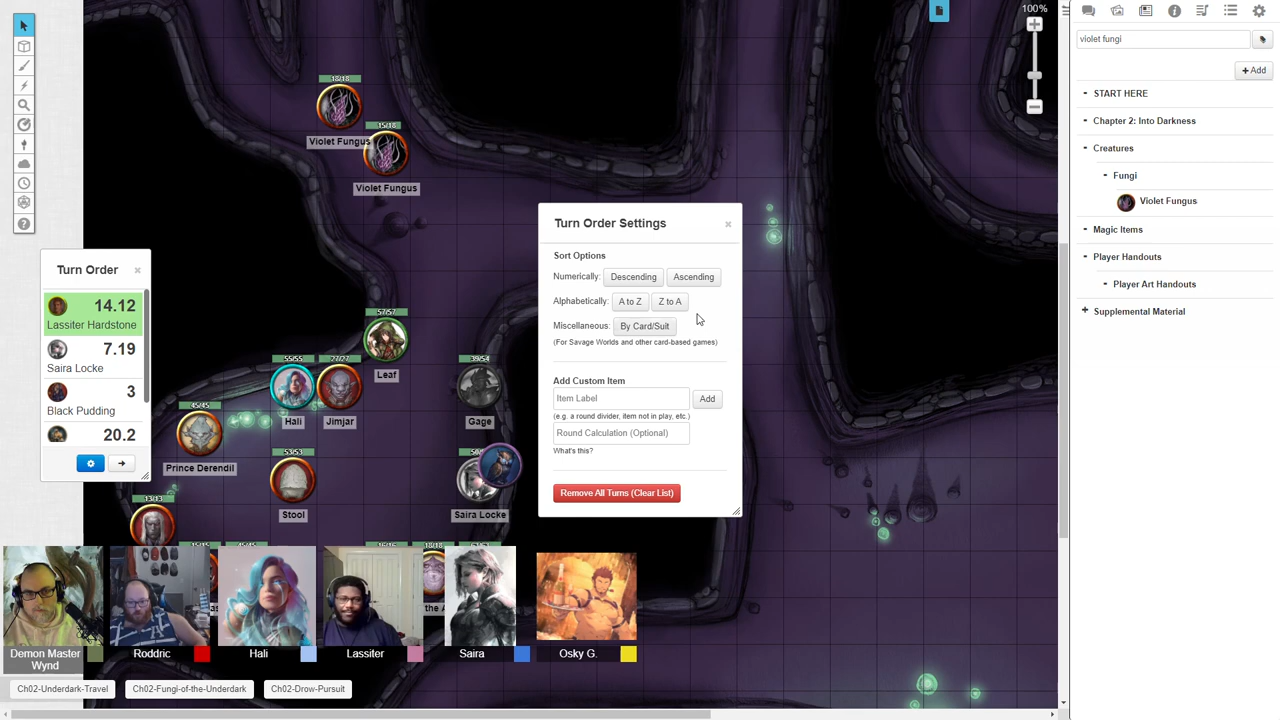 100%
violet fungi
+ Add
START HERE
Chapter 2: Into Darkness
Creatures
Fungi
Violet Fungus
Magic Items
Player Handouts
Player Art Handouts
Supplemental Material
18/18
Violet Fungus
15/18
Violet Fungus
Turn Order Settings
Sort Options
Numerically: Descending Ascending
Alphabetically: A to Z Z to A
Miscellaneous: By Card/Suit
(For Savage Worlds and other card-based games)
Add Custom Item
Item Label Add
(e.g. a round divider, item not in play, etc.)
Round Calculation (Optional)
What's this?
Remove All Turns (Clear List)
Turn Order
14.12
Lassiter Hardstone
7.19
Saira Locke
3
Black Pudding
20.2
57/57
Leaf
55/55
Hali
27/27
Jimjar
39/54
Gage
45/45
Prince Derendil
53/53
Stool
Saira Locke
13/13
18/18
the A
Demon Master
Wynd
Roddric
Hali
Lassiter
Saira
Osky G.
Ch02-Underdark-Travel
Ch02-Fungi-of-the-Underdark
Ch02-Drow-Pursuit